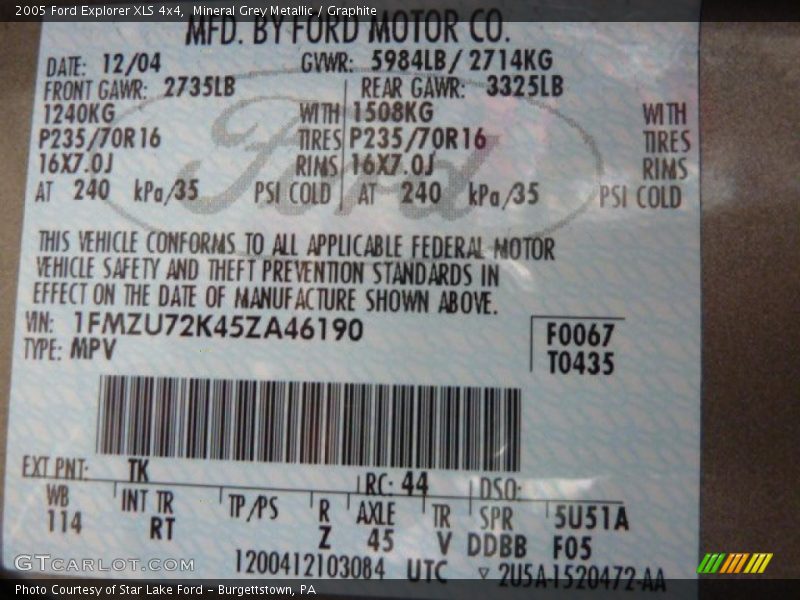 2005 Ford Explorer XLS 4x4, Mineral Grey Metallic / Graphite
MFD. BY FORD MOTOR CO.
DATE: 12/04 GVWR: 5984LB/ 2714KG
FRONT GAWR: 2735LB REAR GAWR: 3325LB
1240KG WITH 1508KG WITH
P235/70R16 TIRES P235/70R16 TIRES
16X7.0J RIMS 16X7.0J RIMS
AT 240 kPa/35 PSI COLD AT 240 kPa/35 PSI COLD
Ford
THIS VEHICLE CONFORMS TO ALL APPLICABLE FEDERAL MOTOR
VEHICLE SAFETY AND THEFT PREVENTION STANDARDS IN
EFFECT ON THE DATE OF MANUFACTURE SHOWN ABOVE.
VIN: 1FMZU72K45ZA46190 F0067
TYPE: MPV T0435
EXT PNT: TK RC: 44 DSO:
WB INT TR TP/PS R AXLE TR SPR 5U51A
114 RT Z 45 V DDBB F05
1200412103084 UTC ▽ 2U5A-1520472-AA
GTCARLOT.COM
Photo Courtesy of Star Lake Ford - Burgettstown, PA